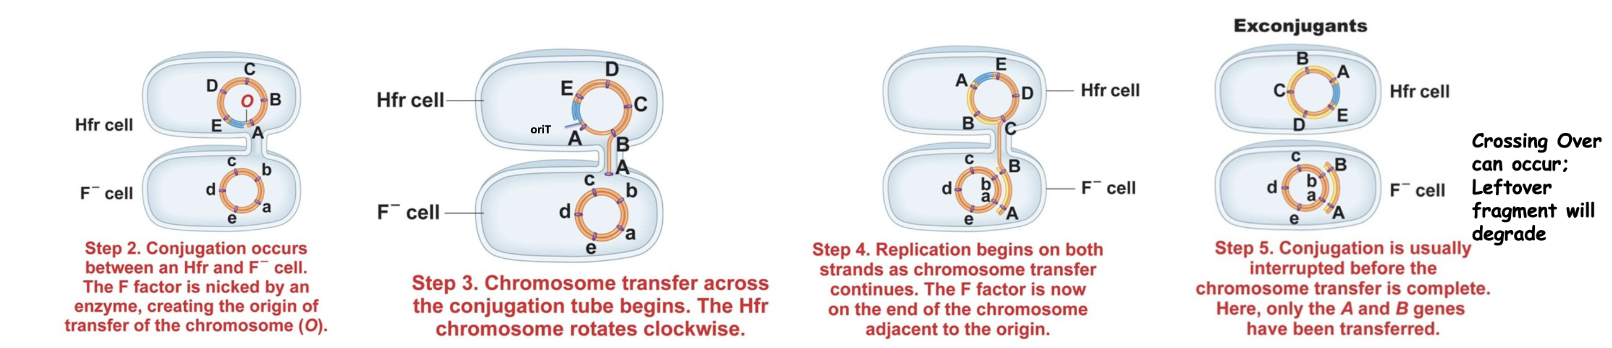 C
D
B
O
E
A
Hfr cell
c
b
d
F⁻ cell
a
e
Step 2. Conjugation occurs
between an Hfr and F⁻ cell.
The F factor is nicked by an
enzyme, creating the origin of
transfer of the chromosome (O).
D
E
Hfr cell
C
oriT
A
B
A
c
b
d
F⁻ cell
a
e
Step 3. Chromosome transfer across
the conjugation tube begins. The Hfr
chromosome rotates clockwise.
E
A
D
Hfr cell
B
C
c
B
b
d
F⁻ cell
a
A
e
Step 4. Replication begins on both
strands as chromosome transfer
continues. The F factor is now
on the end of the chromosome
adjacent to the origin.
Exconjugants
B
A
C
Hfr cell
E
D
c
B
b
d
F⁻ cell
a
A
e
Step 5. Conjugation is usually
interrupted before the
chromosome transfer is complete.
Here, only the A and B genes
have been transferred.
Crossing Over
can occur;
Leftover
fragment will
degrade